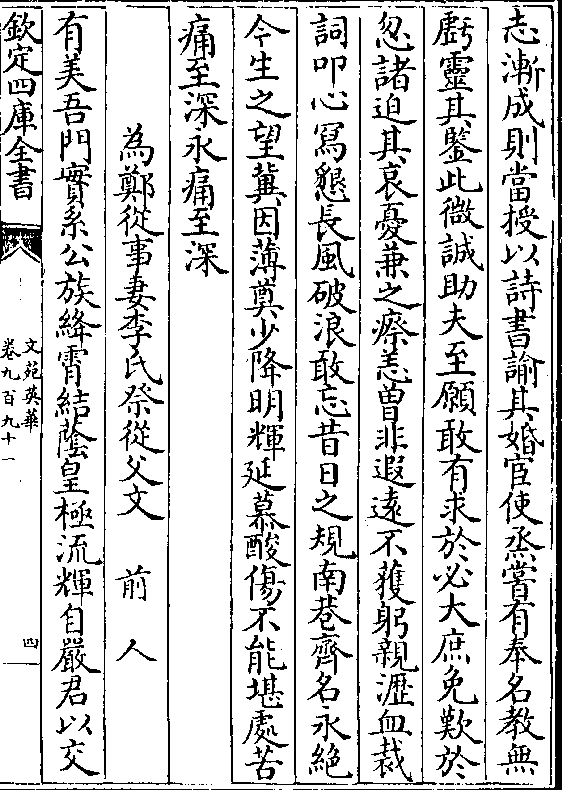 志漸成則當授以詩書諭其婚宦使烝嘗有奉名教無
虧靈其鑒此微誠助夫至願敢有求於必大庶免歎於
忽諸迫其哀憂兼之瘵恙曾非遐遠不獲躬親瀝血裁
詞叩心寫懇長風破浪敢忘昔日之規南巷齊名永絶
今生之望冀因薄奠少降明輝延慕酸傷不能堪處苦
痛至深永痛至深
為鄭從事妻李氏祭從父文 前人
有美吾門實系公族絳霄結蔭皇極流輝自嚴君以交
欽定四庫全書
文苑英華
卷九百九十一
四